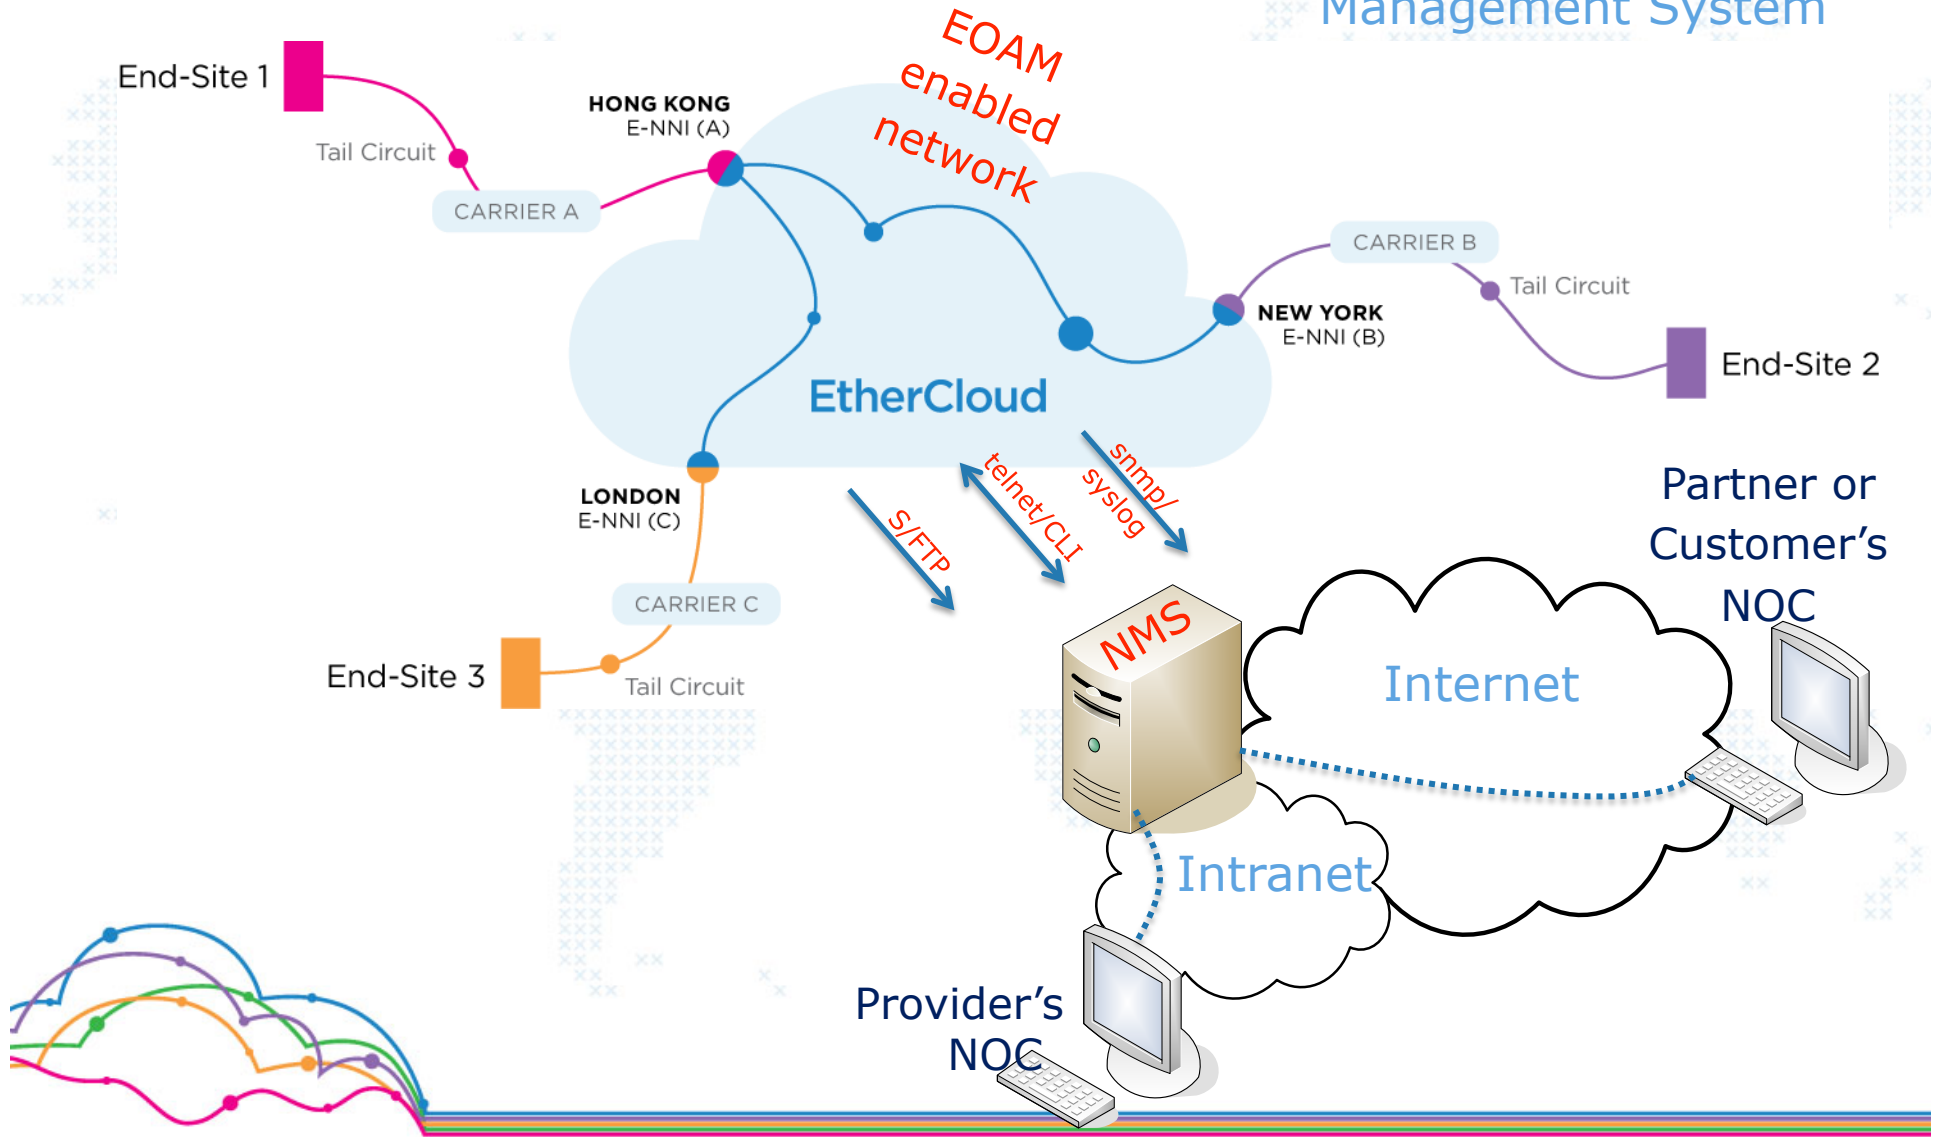 Management System
EOAM
enabled
network
End-Site 1
HONG KONG
E-NNI (A)
Tail Circuit
CARRIER A
CARRIER B
Tail Circuit
NEW YORK
E-NNI (B)
End-Site 2
EtherCloud
LONDON
E-NNI (C)
S/FTP
telnet/CLI
snmp/
syslog
Partner or
Customer’s
NOC
CARRIER C
NMS
End-Site 3
Tail Circuit
Internet
Intranet
Provider’s
NOC